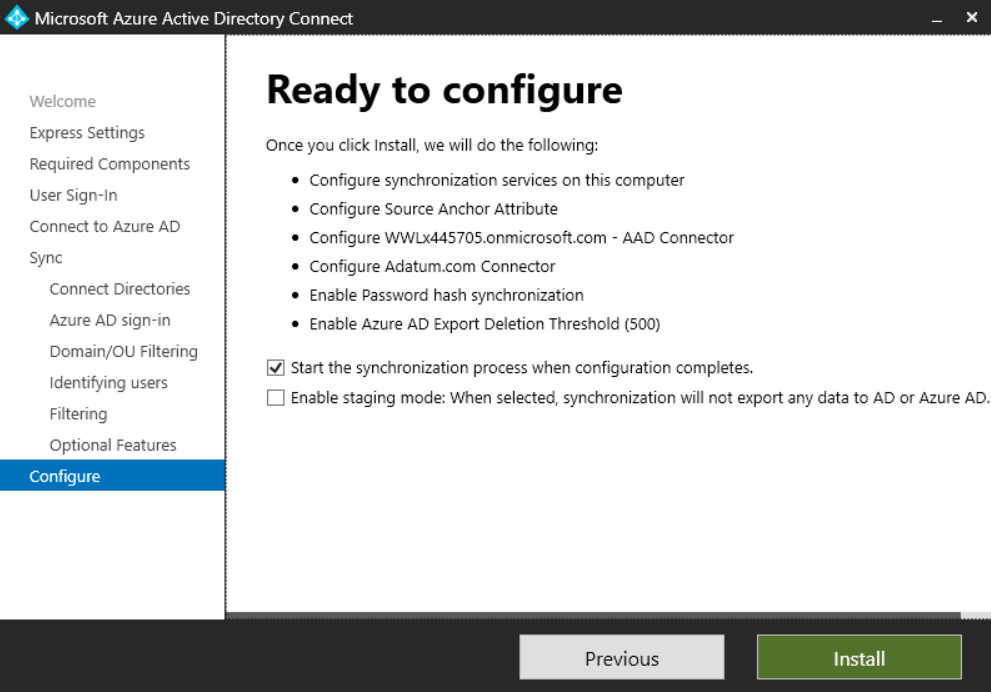 Microsoft Azure Active Directory Connect
Welcome
Express Settings
Required Components
User Sign-In
Connect to Azure AD
Sync
Connect Directories
Azure AD sign-in
Domain/OU Filtering
Identifying users
Filtering
Optional Features
Configure
Ready to configure
Once you click Install, we will do the following:
Configure synchronization services on this computer
Configure Source Anchor Attribute
Configure WWLx445705.onmicrosoft.com - AAD Connector
Configure Adatum.com Connector
Enable Password hash synchronization
Enable Azure AD Export Deletion Threshold (500)
Start the synchronization process when configuration completes.
Enable staging mode: When selected, synchronization will not export any data to AD or Azure AD.
Previous
Install